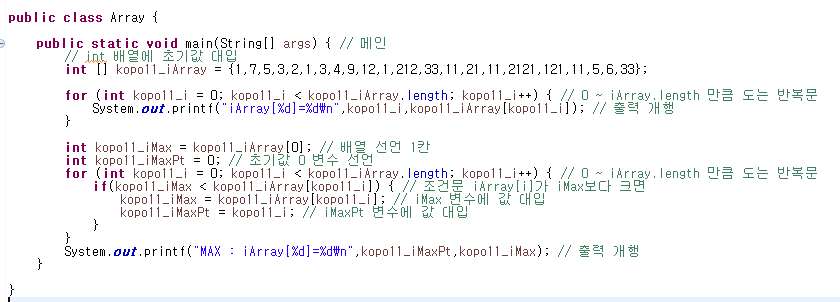 public class Array {
public static void main(String[] args) { // 메인
// int 배열에 초기값 대입
int [] kopo11_iArray = {1,7,5,3,2,1,3,4,9,12,1,212,33,11,21,11,2121,121,11,5,6,33};
for (int kopo11_i = 0; kopo11_i < kopo11_iArray.length; kopo11_i++) { // 0 ~ iArray.length 만큼 도는 반복문
System.out.printf("iArray[%d]=%d\n",kopo11_i,kopo11_iArray[kopo11_i]); // 출력 개행
}
int kopo11_iMax = kopo11_iArray[0]; // 배열 선언 1칸
int kopo11_iMaxPt = 0; // 초기값 0 변수 선언
for (int kopo11_i = 0; kopo11_i < kopo11_iArray.length; kopo11_i++) { // 0 ~ iArray.length 만큼 도는 반복문
if(kopo11_iMax < kopo11_iArray[kopo11_i]) { // 조건문 iArray[i]가 iMax보다 크면
kopo11_iMax = kopo11_iArray[kopo11_i]; // iMax 변수에 값 대입
kopo11_iMaxPt = kopo11_i; // iMaxPt 변수에 값 대입
}
}
System.out.printf("MAX : iArray[%d]=%d\n",kopo11_iMaxPt,kopo11_iMax); // 출력 개행
}
}